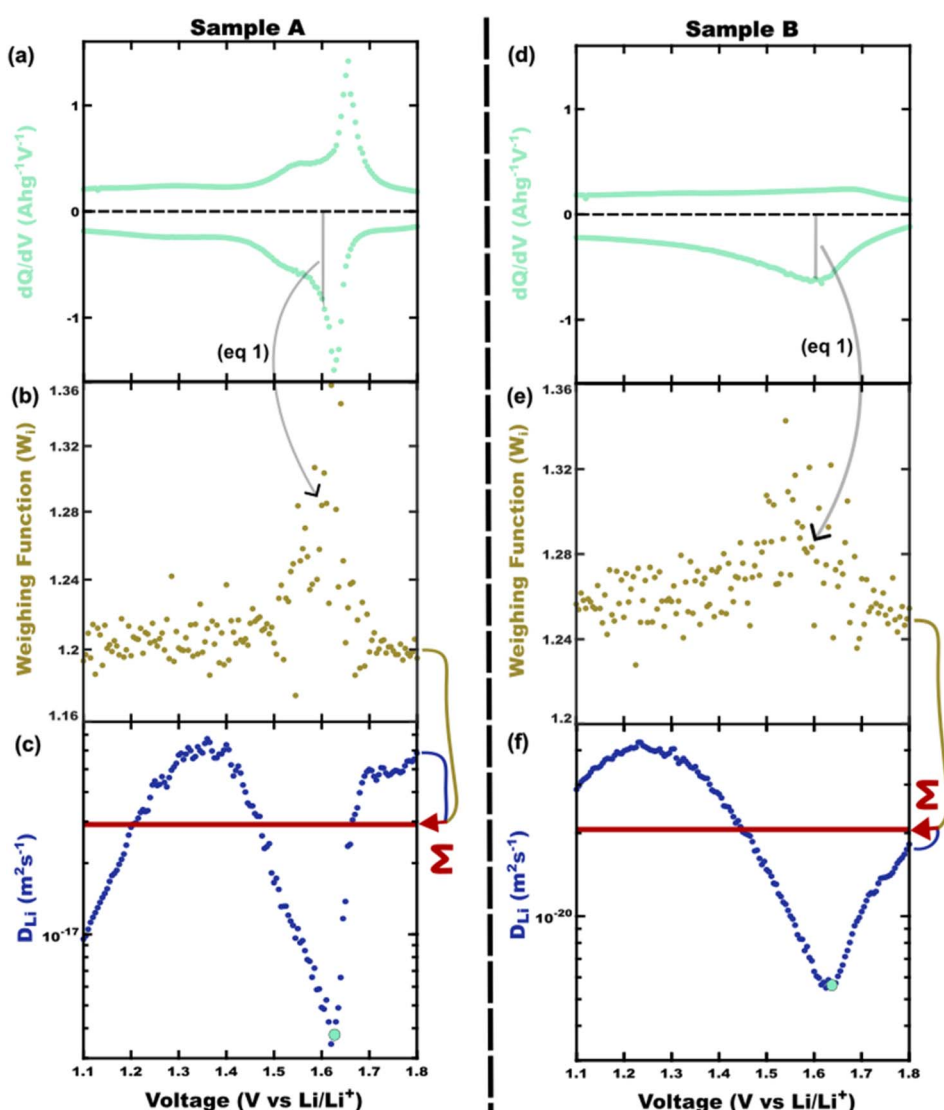 Sample A
Sample B
(a)
dQ/dV (Ahg⁻¹V⁻¹)
1
0
-1
(eq 1)
(d)
dQ/dV (Ahg⁻¹V⁻¹)
1
0
-1
(eq 1)
(b)
Weighing Function (Wᵢ)
1.36
1.32
1.28
1.24
1.2
1.16
(e)
Weighing Function (Wᵢ)
1.36
1.32
1.28
1.24
1.2
(c)
D_Li (m²s⁻¹)
10⁻¹⁷
Σ
1.1 1.2 1.3 1.4 1.5 1.6 1.7 1.8
Voltage (V vs Li/Li⁺)
(f)
D_Li (m²s⁻¹)
10⁻²⁰
Σ
1.1 1.2 1.3 1.4 1.5 1.6 1.7 1.8
Voltage (V vs Li/Li⁺)